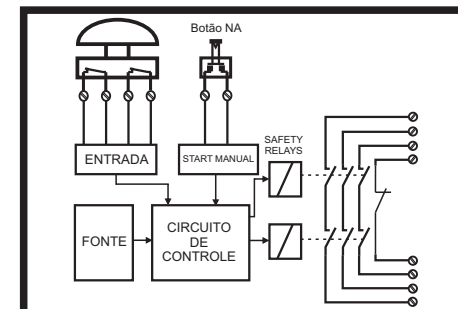 Botão NA
ENTRADA
START MANUAL
SAFETY
RELAYS
FONTE
CIRCUITO
DE
CONTROLE